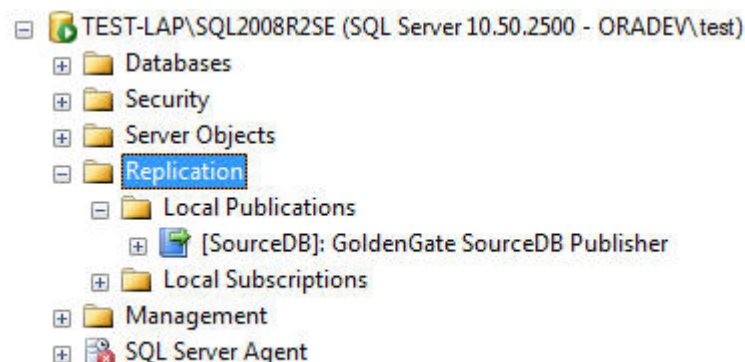 TEST-LAP\SQL2008R2SE (SQL Server 10.50.2500 - ORADEV\test)
Databases
Security
Server Objects
Replication
Local Publications
[SourceDB]: GoldenGate SourceDB Publisher
Local Subscriptions
Management
SQL Server Agent